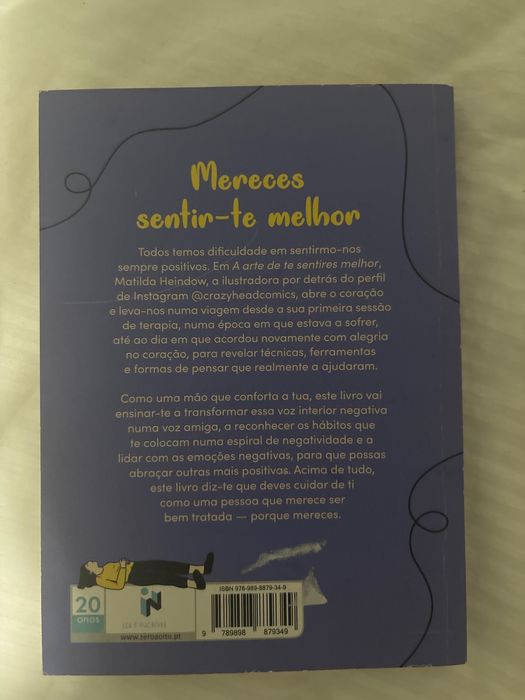 Mereces
sentir-te melhor
Todos temos dificuldade em sentirmo-nos
sempre positivos. Em A arte de te sentires melhor,
Matilda Heindow, a ilustradora por detrás do perfil
de Instagram @crazyheadcomics, abre o coração
e leva-nos numa viagem desde a sua primeira sessão
de terapia, numa época em que estava a sofrer,
até ao dia em que acordou novamente com alegria
no coração, para revelar técnicas, ferramentas
e formas de pensar que realmente a ajudaram.
Como uma mão que conforta a tua, este livro vai
ensinar-te a transformar essa voz interior negativa
numa voz amiga, a reconhecer os hábitos que
te colocam numa espiral de negatividade e a
lidar com as emoções negativas, para que possas
abraçar outras mais positivas. Acima de tudo,
este livro diz-te que deves cuidar de ti
como uma pessoa que merece ser
bem tratada — porque mereces.
20
anos
LER É INCRÍVEL
www.zeroaoito.pt
ISBN 978-989-8879-34-9
9 789898 879349